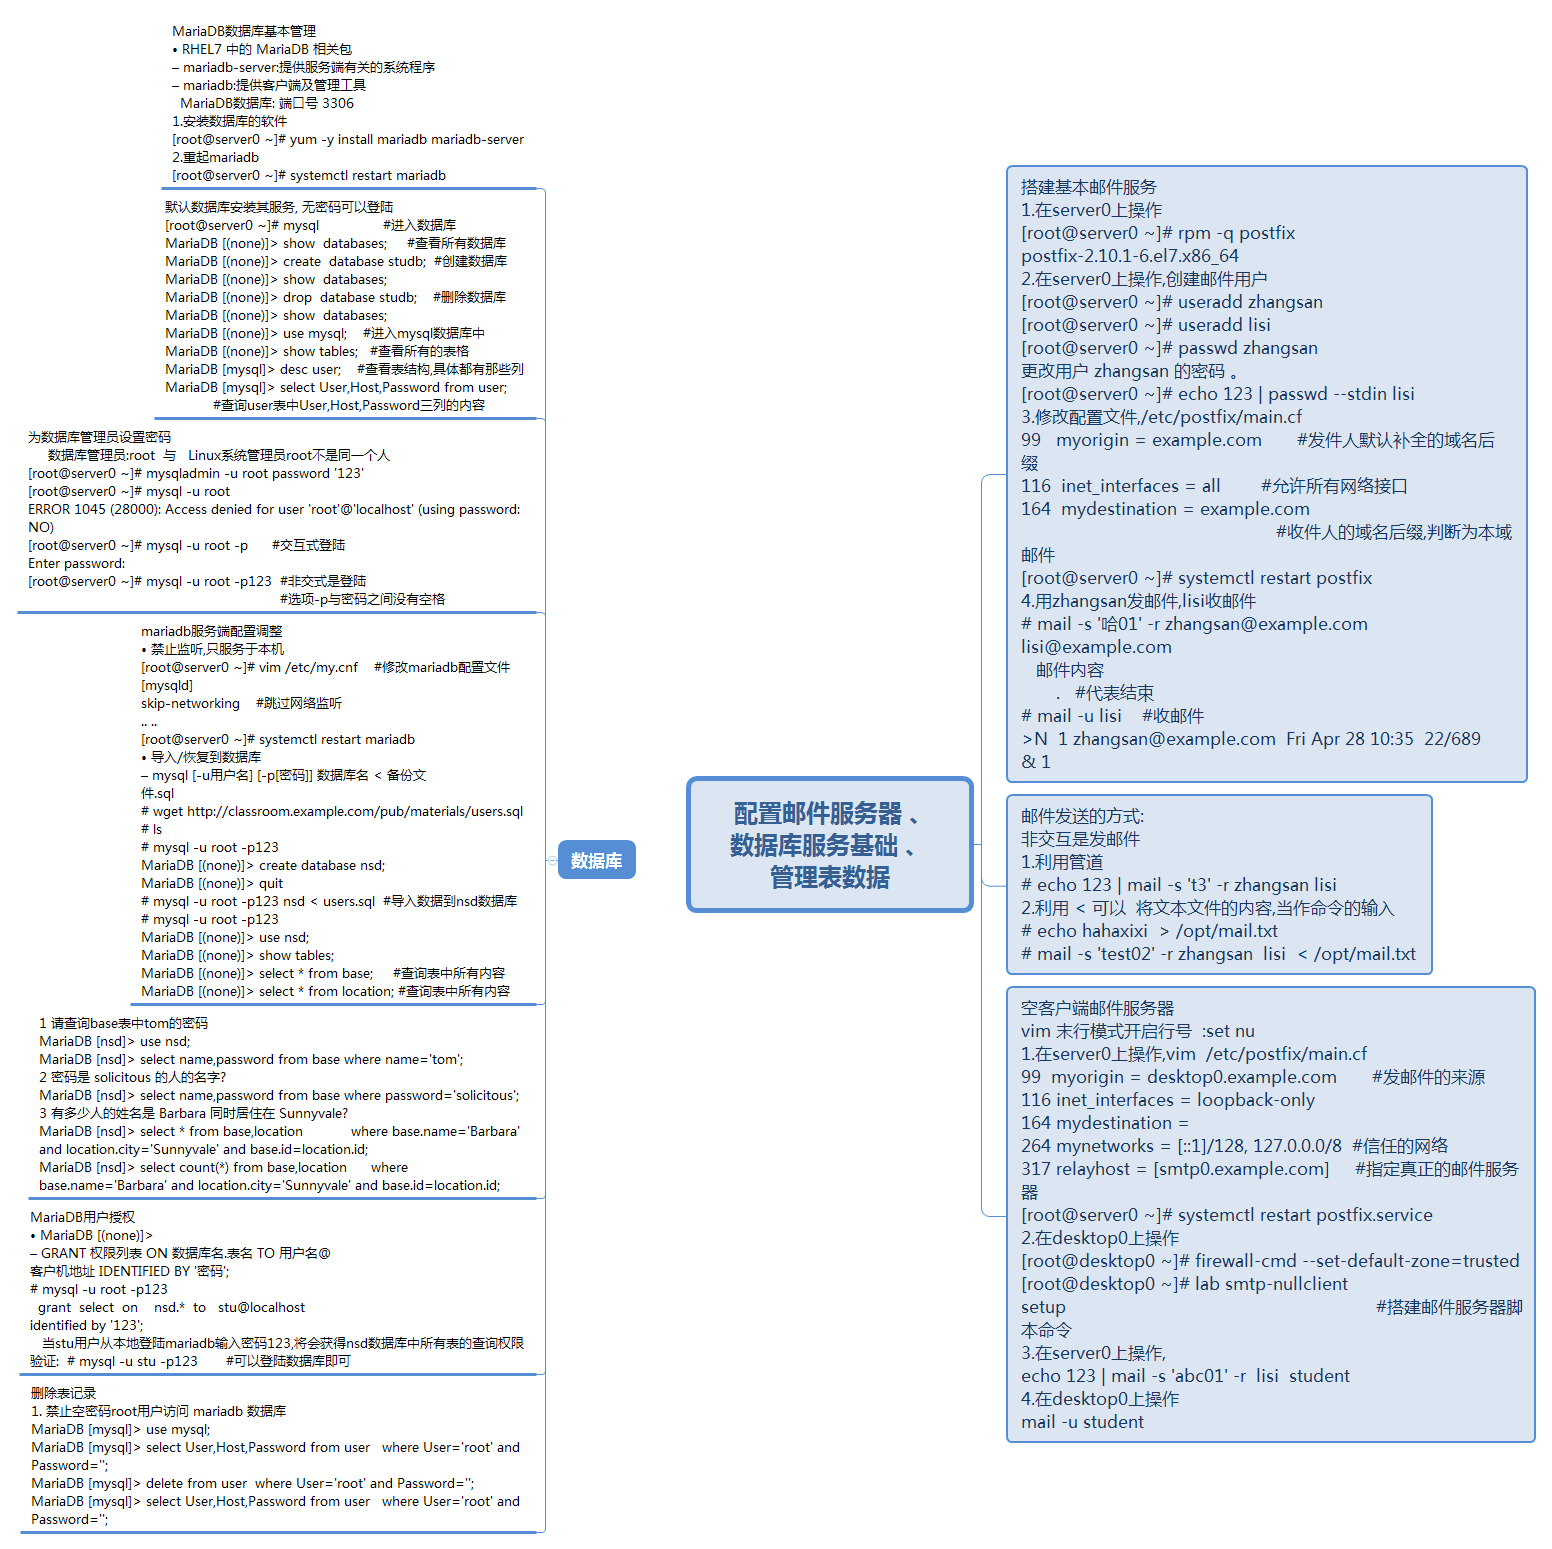 MariaDB数据库基本管理
• RHEL7 中的 MariaDB 相关包
– mariadb-server:提供服务端有关的系统程序
– mariadb:提供客户端及管理工具
MariaDB数据库: 端口号 3306
1.安装数据库的软件
[root@server0 ~]# yum -y install mariadb mariadb-server
2.重起mariadb
[root@server0 ~]# systemctl restart mariadb
默认数据库安装其服务, 无密码可以登陆
[root@server0 ~]# mysql #进入数据库
MariaDB [(none)]> show databases; #查看所有数据库
MariaDB [(none)]> create database studb; #创建数据库
MariaDB [(none)]> show databases;
MariaDB [(none)]> drop database studb; #删除数据库
MariaDB [(none)]> show databases;
MariaDB [(none)]> use mysql; #进入mysql数据库中
MariaDB [(none)]> show tables; #查看所有的表格
MariaDB [mysql]> desc user; #查看表结构,具体都有那些列
MariaDB [mysql]> select User,Host,Password from user;
#查询user表中User,Host,Password三列的内容
为数据库管理员设置密码
数据库管理员:root 与 Linux系统管理员root不是同一个人
[root@server0 ~]# mysqladmin -u root password '123'
[root@server0 ~]# mysql -u root
ERROR 1045 (28000): Access denied for user 'root'@'localhost' (using password:
NO)
[root@server0 ~]# mysql -u root -p #交互式登陆
Enter password:
[root@server0 ~]# mysql -u root -p123 #非交式是登陆
#选项-p与密码之间没有空格
mariadb服务端配置调整
• 禁止监听,只服务于本机
[root@server0 ~]# vim /etc/my.cnf #修改mariadb配置文件
[mysqld]
skip-networking #跳过网络监听
.. ..
[root@server0 ~]# systemctl restart mariadb
• 导入/恢复到数据库
– mysql [-u用户名] [-p[密码]] 数据库名 < 备份文
件.sql
# wget http://classroom.example.com/pub/materials/users.sql
# ls
# mysql -u root -p123
MariaDB [(none)]> create database nsd;
MariaDB [(none)]> quit
# mysql -u root -p123 nsd < users.sql #导入数据到nsd数据库
# mysql -u root -p123
MariaDB [(none)]> use nsd;
MariaDB [(none)]> show tables;
MariaDB [(none)]> select * from base; #查询表中所有内容
MariaDB [(none)]> select * from location; #查询表中所有内容
1 请查询base表中tom的密码
MariaDB [nsd]> use nsd;
MariaDB [nsd]> select name,password from base where name='tom';
2 密码是 solicitous 的人的名字?
MariaDB [nsd]> select name,password from base where password='solicitous';
3 有多少人的姓名是 Barbara 同时居住在 Sunnyvale?
MariaDB [nsd]> select * from base,location where base.name='Barbara'
and location.city='Sunnyvale' and base.id=location.id;
MariaDB [nsd]> select count(*) from base,location where
base.name='Barbara' and location.city='Sunnyvale' and base.id=location.id;
MariaDB用户授权
• MariaDB [(none)]>
– GRANT 权限列表 ON 数据库名.表名 TO 用户名@
客户机地址 IDENTIFIED BY '密码';
# mysql -u root -p123
grant select on nsd.* to stu@localhost
identified by '123';
当stu用户从本地登陆mariadb输入密码123,将会获得nsd数据库中所有表的查询权限
验证: # mysql -u stu -p123 #可以登陆数据库即可
删除表记录
1. 禁止空密码root用户访问 mariadb 数据库
MariaDB [mysql]> use mysql;
MariaDB [mysql]> select User,Host,Password from user where User='root' and
Password='';
MariaDB [mysql]> delete from user where User='root' and Password='';
MariaDB [mysql]> select User,Host,Password from user where User='root' and
Password='';
数据库
配置邮件服务器 、
数据库服务基础 、
管理表数据
搭建基本邮件服务
1.在server0上操作
[root@server0 ~]# rpm -q postfix
postfix-2.10.1-6.el7.x86_64
2.在server0上操作,创建邮件用户
[root@server0 ~]# useradd zhangsan
[root@server0 ~]# useradd lisi
[root@server0 ~]# passwd zhangsan
更改用户 zhangsan 的密码 。
[root@server0 ~]# echo 123 | passwd --stdin lisi
3.修改配置文件,/etc/postfix/main.cf
99 myorigin = example.com #发件人默认补全的域名后
缀
116 inet_interfaces = all #允许所有网络接口
164 mydestination = example.com
#收件人的域名后缀,判断为本域
邮件
[root@server0 ~]# systemctl restart postfix
4.用zhangsan发邮件,lisi收邮件
# mail -s '哈01' -r zhangsan@example.com
lisi@example.com
邮件内容
. #代表结束
# mail -u lisi #收邮件
>N 1 zhangsan@example.com Fri Apr 28 10:35 22/689
& 1
邮件发送的方式:
非交互是发邮件
1.利用管道
# echo 123 | mail -s 't3' -r zhangsan lisi
2.利用 < 可以 将文本文件的内容,当作命令的输入
# echo hahaxixi > /opt/mail.txt
# mail -s 'test02' -r zhangsan lisi < /opt/mail.txt
空客户端邮件服务器
vim 末行模式开启行号 :set nu
1.在server0上操作,vim /etc/postfix/main.cf
99 myorigin = desktop0.example.com #发邮件的来源
116 inet_interfaces = loopback-only
164 mydestination =
264 mynetworks = [::1]/128, 127.0.0.0/8 #信任的网络
317 relayhost = [smtp0.example.com] #指定真正的邮件服务
器
[root@server0 ~]# systemctl restart postfix.service
2.在desktop0上操作
[root@desktop0 ~]# firewall-cmd --set-default-zone=trusted
[root@desktop0 ~]# lab smtp-nullclient
setup #搭建邮件服务器脚
本命令
3.在server0上操作,
echo 123 | mail -s 'abc01' -r lisi student
4.在desktop0上操作
mail -u student